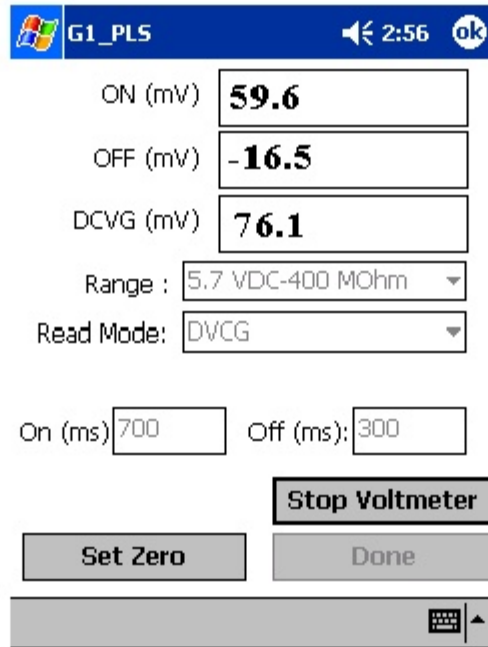 G1_PLS 2:56 ok
ON (mV) 59.6
OFF (mV) -16.5
DCVG (mV) 76.1
Range : 5.7 VDC-400 MOhm
Read Mode: DVCG
On (ms) 700 Off (ms): 300
Stop Voltmeter
Set Zero Done